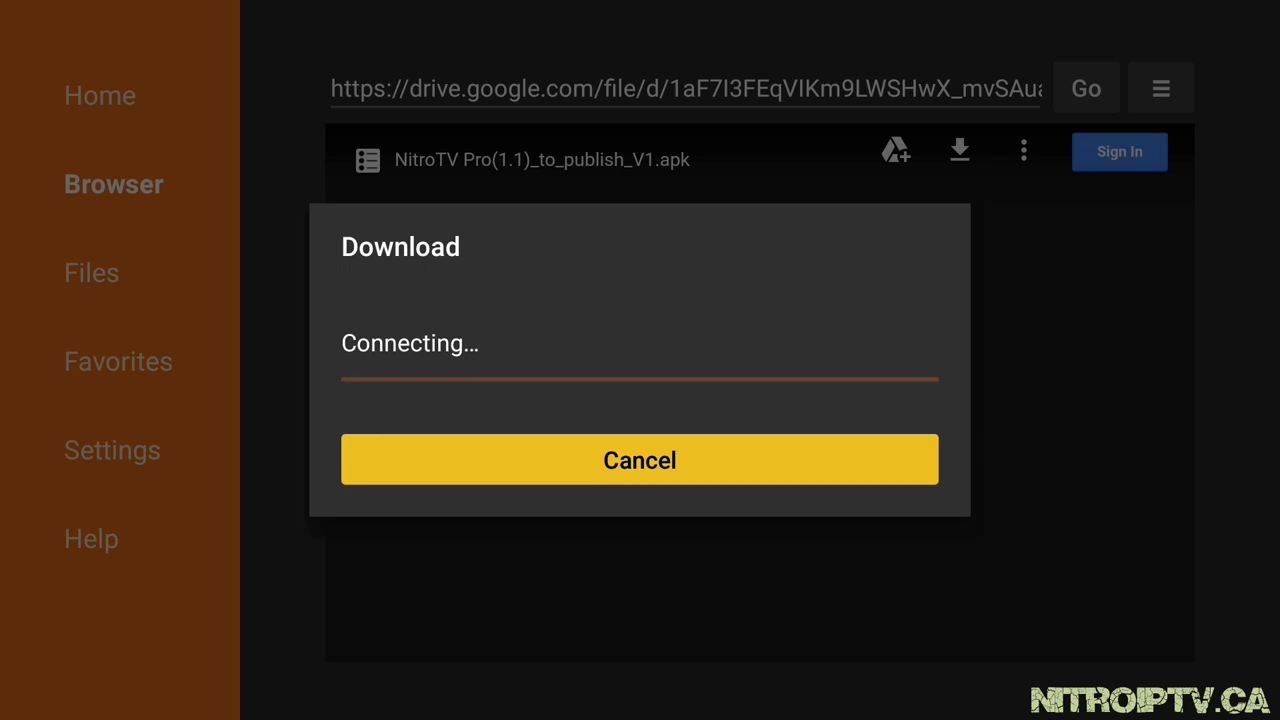 Home
Browser
Files
Favorites
Settings
Help
https://drive.google.com/file/d/1aF7I3FEqVIKm9LWSHwX_mvSAua
Go
NitroTV Pro(1.1)_to_publish_V1.apk
Sign In
Download
Connecting...
Cancel
NITROIPTV.CA